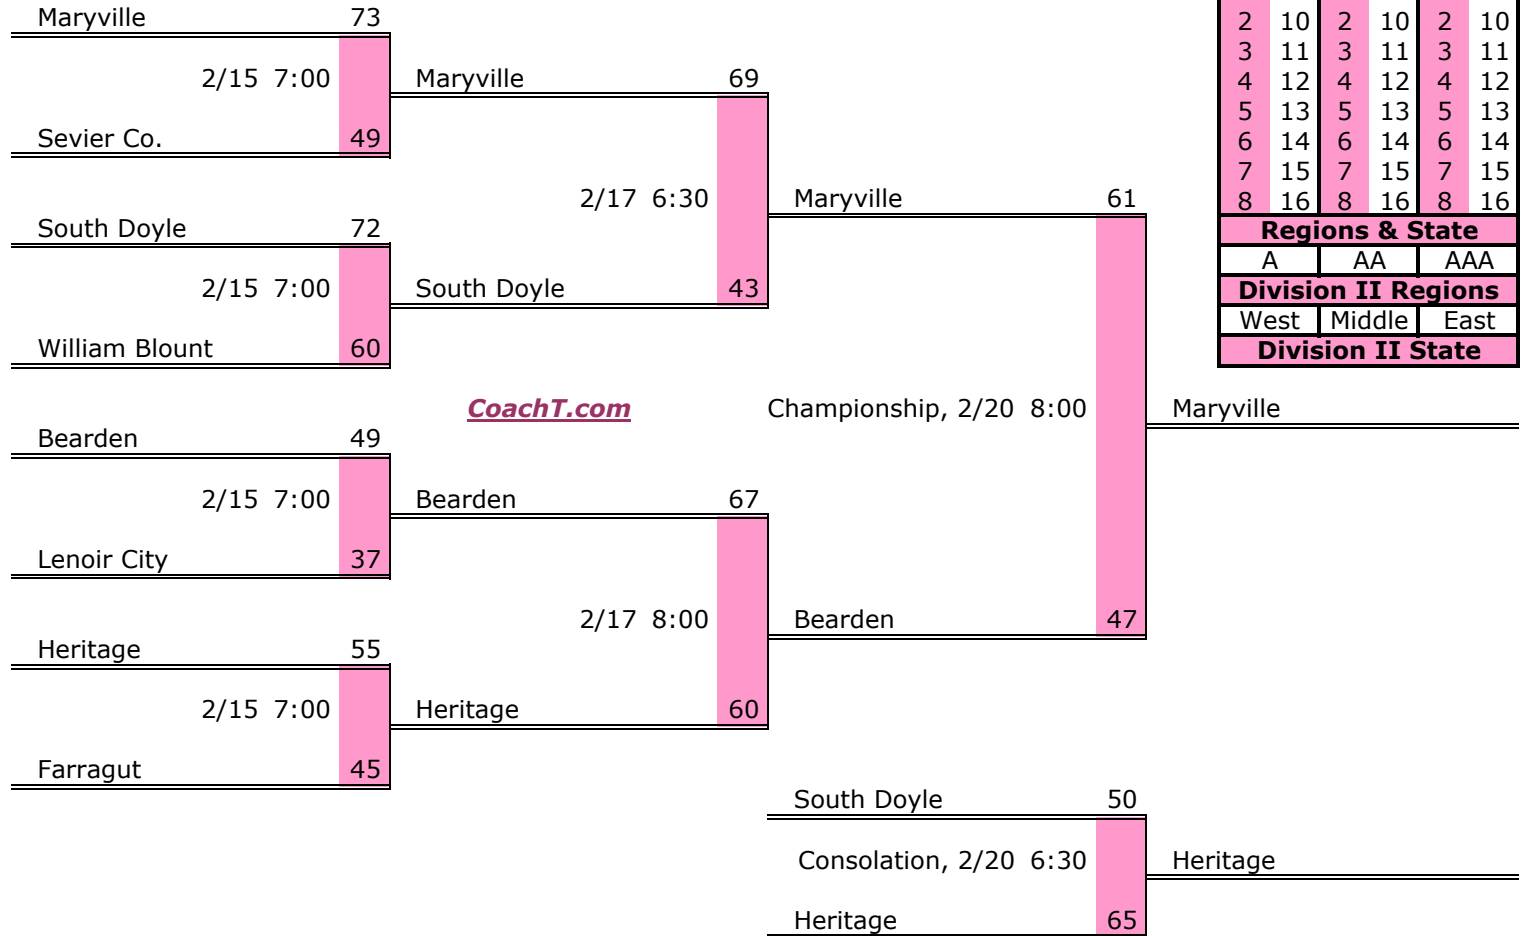 Maryville 73
2/15 7:00
Sevier Co. 49
South Doyle 72
2/15 7:00
William Blount 60
Bearden 49
2/15 7:00
Lenoir City 37
Heritage 55
2/15 7:00
Farragut 45
Maryville 69
2/17 6:30
South Doyle 43
CoachT.com
Bearden 67
2/17 8:00
Heritage 60
Maryville 61
Championship, 2/20 8:00
Bearden 47
Maryville
South Doyle 50
Consolation, 2/20 6:30
Heritage 65
Heritage
2 10 2 10 2 10
3 11 3 11 3 11
4 12 4 12 4 12
5 13 5 13 5 13
6 14 6 14 6 14
7 15 7 15 7 15
8 16 8 16 8 16
Regions & State
A AA AAA
Division II Regions
West Middle East
Division II State